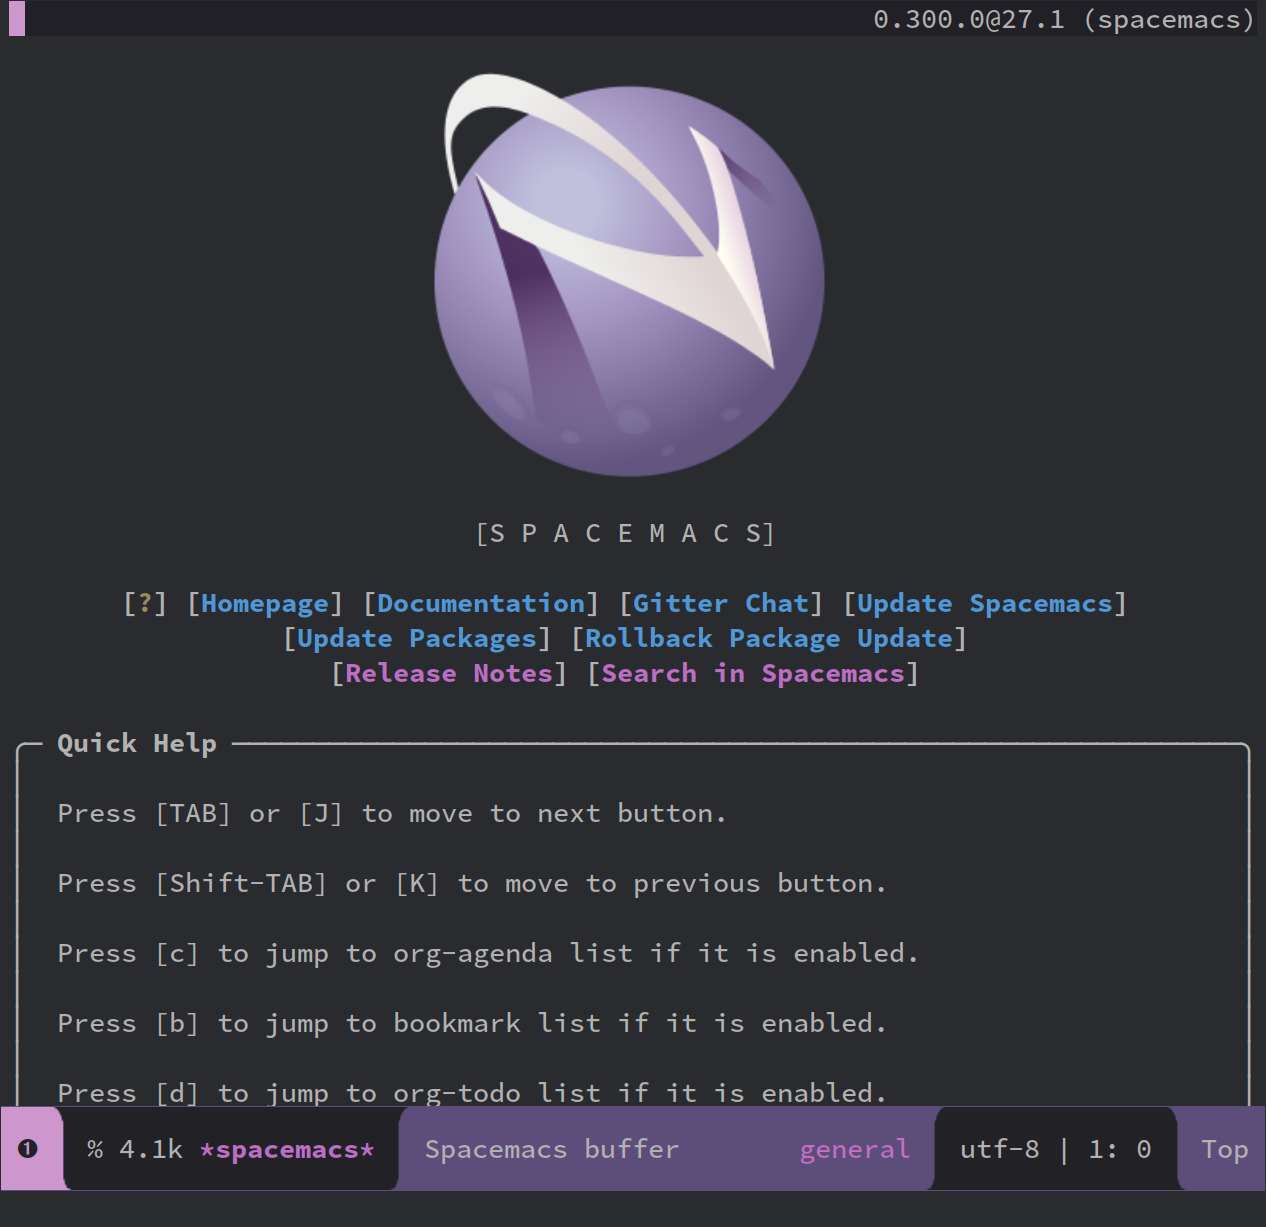 0.300.0@27.1 (spacemacs)
[S P A C E M A C S]
[?] [Homepage] [Documentation] [Gitter Chat] [Update Spacemacs]
[Update Packages] [Rollback Package Update]
[Release Notes] [Search in Spacemacs]
Quick Help
Press [TAB] or [J] to move to next button.
Press [Shift-TAB] or [K] to move to previous button.
Press [c] to jump to org-agenda list if it is enabled.
Press [b] to jump to bookmark list if it is enabled.
Press [d] to jump to org-todo list if it is enabled.
❶ % 4.1k *spacemacs* Spacemacs buffer general utf-8 | 1: 0 Top